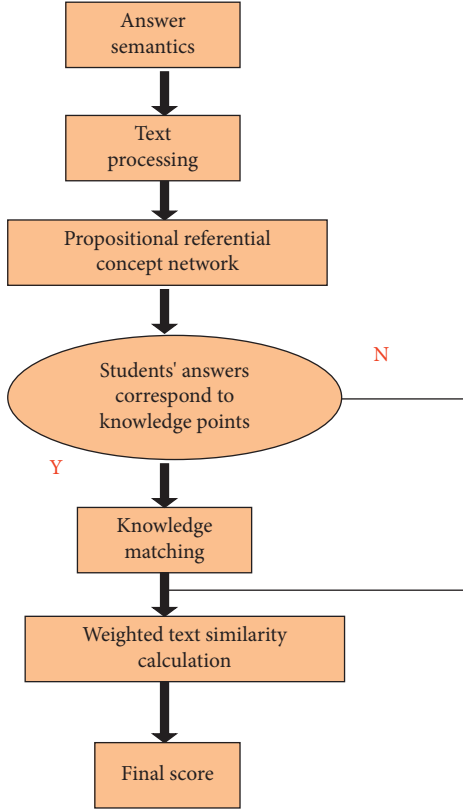 Answer
semantics
Text
processing
Propositional referential
concept network
N
Students' answers
correspond to
knowledge points
Y
Knowledge
matching
Weighted text similarity
calculation
Final score